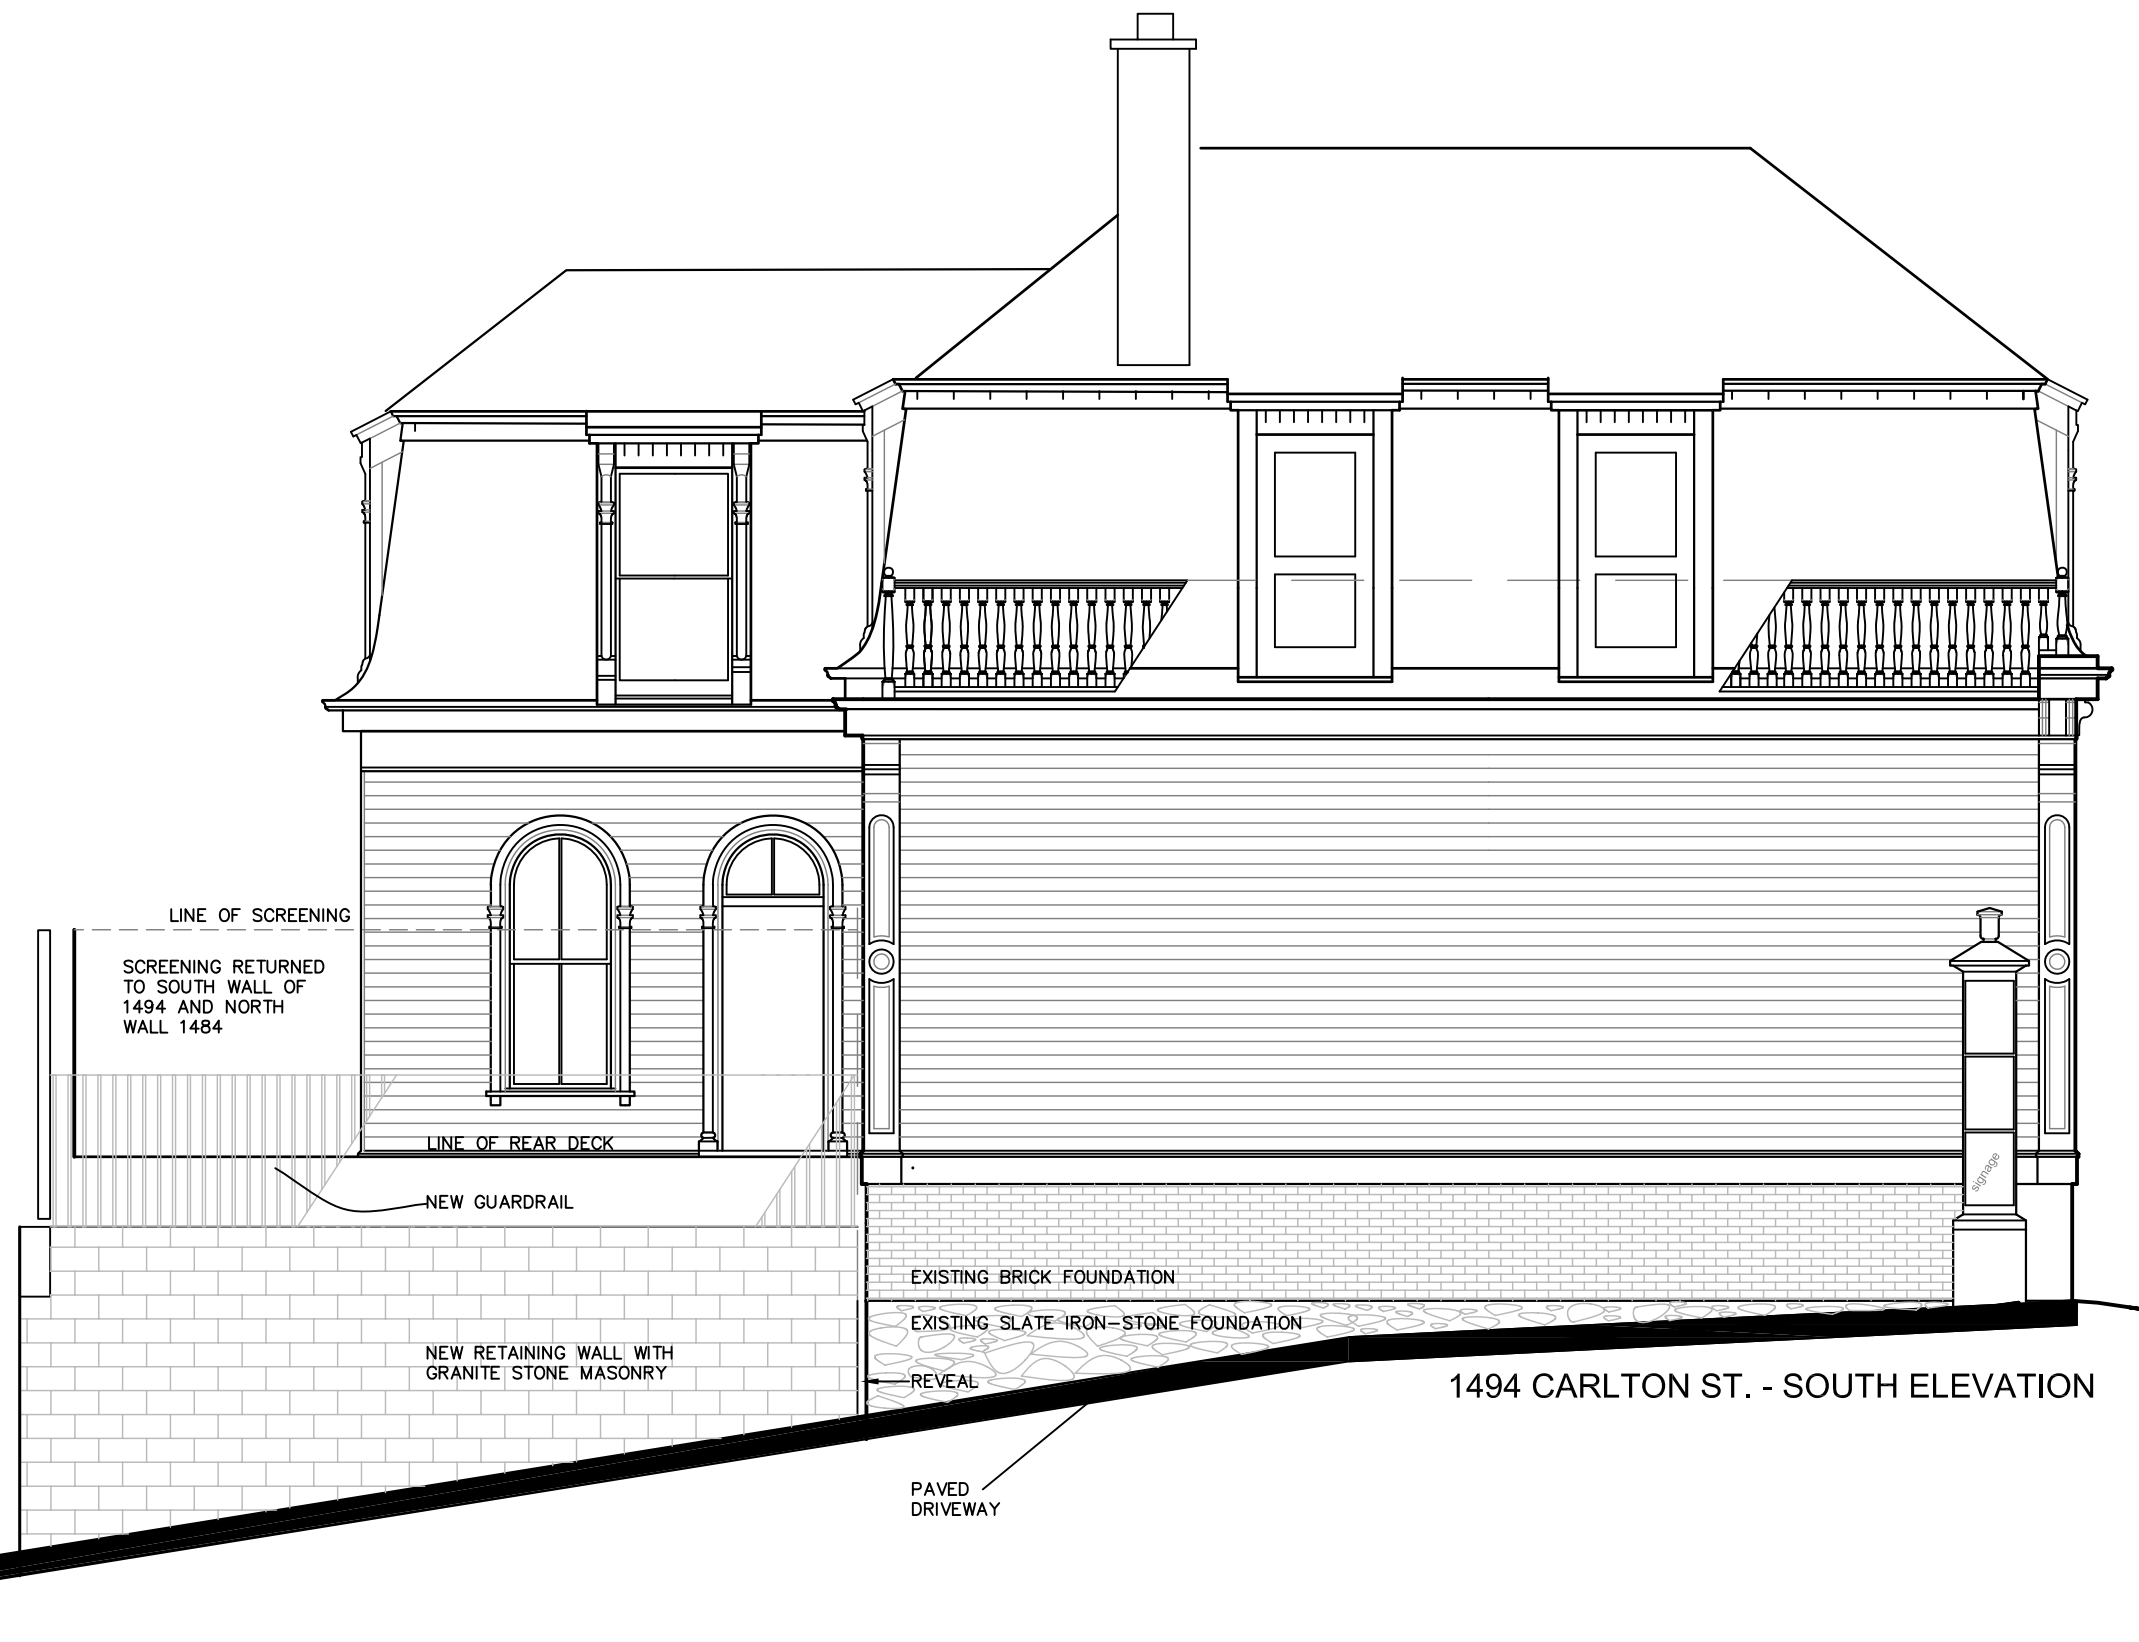 LINE OF SCREENING
SCREENING RETURNED
TO SOUTH WALL OF
1494 AND NORTH
WALL 1484
LINE OF REAR DECK
NEW GUARDRAIL
signage
EXISTING BRICK FOUNDATION
EXISTING SLATE IRON-STONE FOUNDATION
NEW RETAINING WALL WITH
GRANITE STONE MASONRY
REVEAL
1494 CARLTON ST. - SOUTH ELEVATION
PAVED
DRIVEWAY